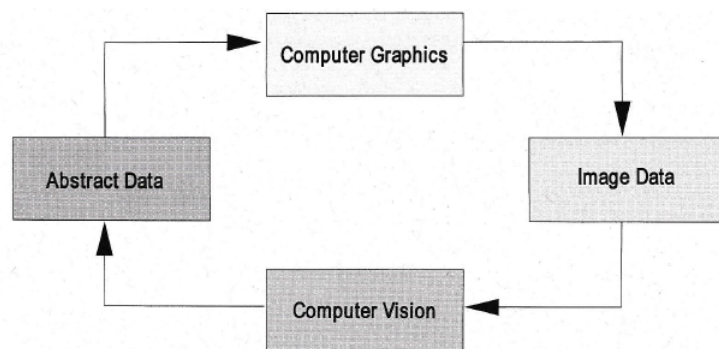 Computer Graphics
Abstract Data
Image Data
Computer Vision